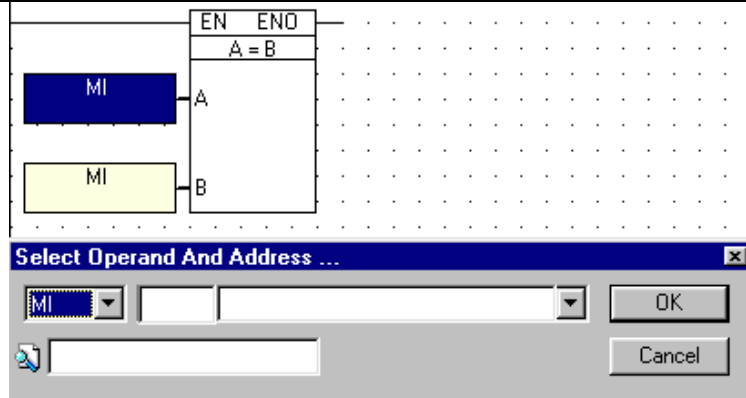 EN ENO
A = B
MI
A
MI
B
Select Operand And Address ...
MI
OK
Cancel